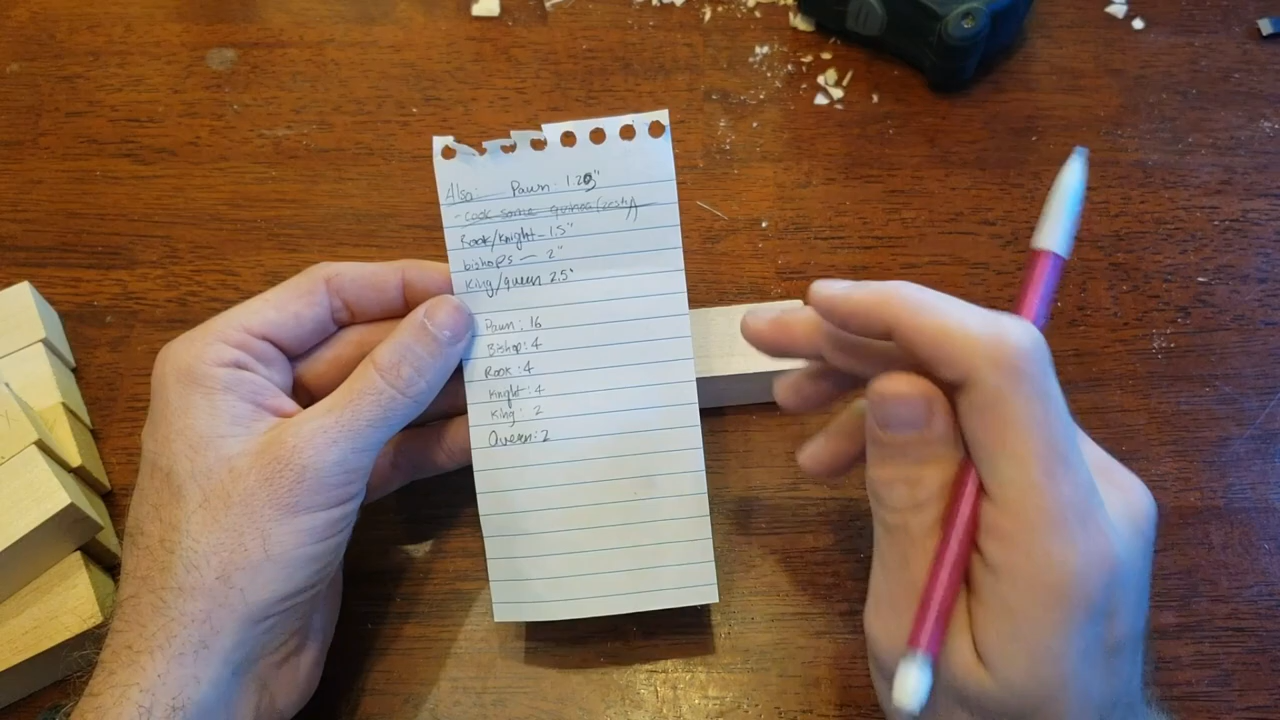 Also: Pawn: 1.25"
- cook some quinoa (zesty)
Rook/Knight - 1.5"
bishops - 2"
King/queen 2.5"
Pawn: 16
Bishop: 4
Rook: 4
Knight: 4
King: 2
Queen: 2